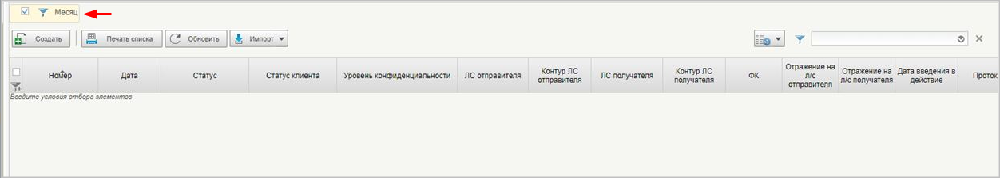 Месяц
Создать Печать списка Обновить Импорт
Номер Дата Статус Статус клиента Уровень конфиденциальности ЛС отправителя Контур ЛС отправителя ЛС получателя Контур ЛС получателя ФК Отражение на л/с отправителя Отражение на л/с получателя Дата введения в действие Проток
Введите условия отбора элементов